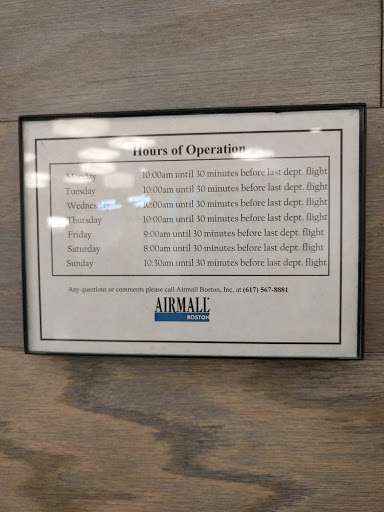 Hours of Operation
Monday 10:00am until 30 minutes before last dept. flight
Tuesday 10:00am until 30 minutes before last dept. flight
Wednesday 10:00am until 30 minutes before last dept. flight
Thursday 10:00am until 30 minutes before last dept. flight
Friday 9:00am until 30 minutes before last dept. flight
Saturday 8:00am until 30 minutes before last dept. flight
Sunday 10:30am until 30 minutes before last dept. flight
Any questions or comments please call Airmall Boston, Inc. at (617) 567-8881
AIRMALL
BOSTON